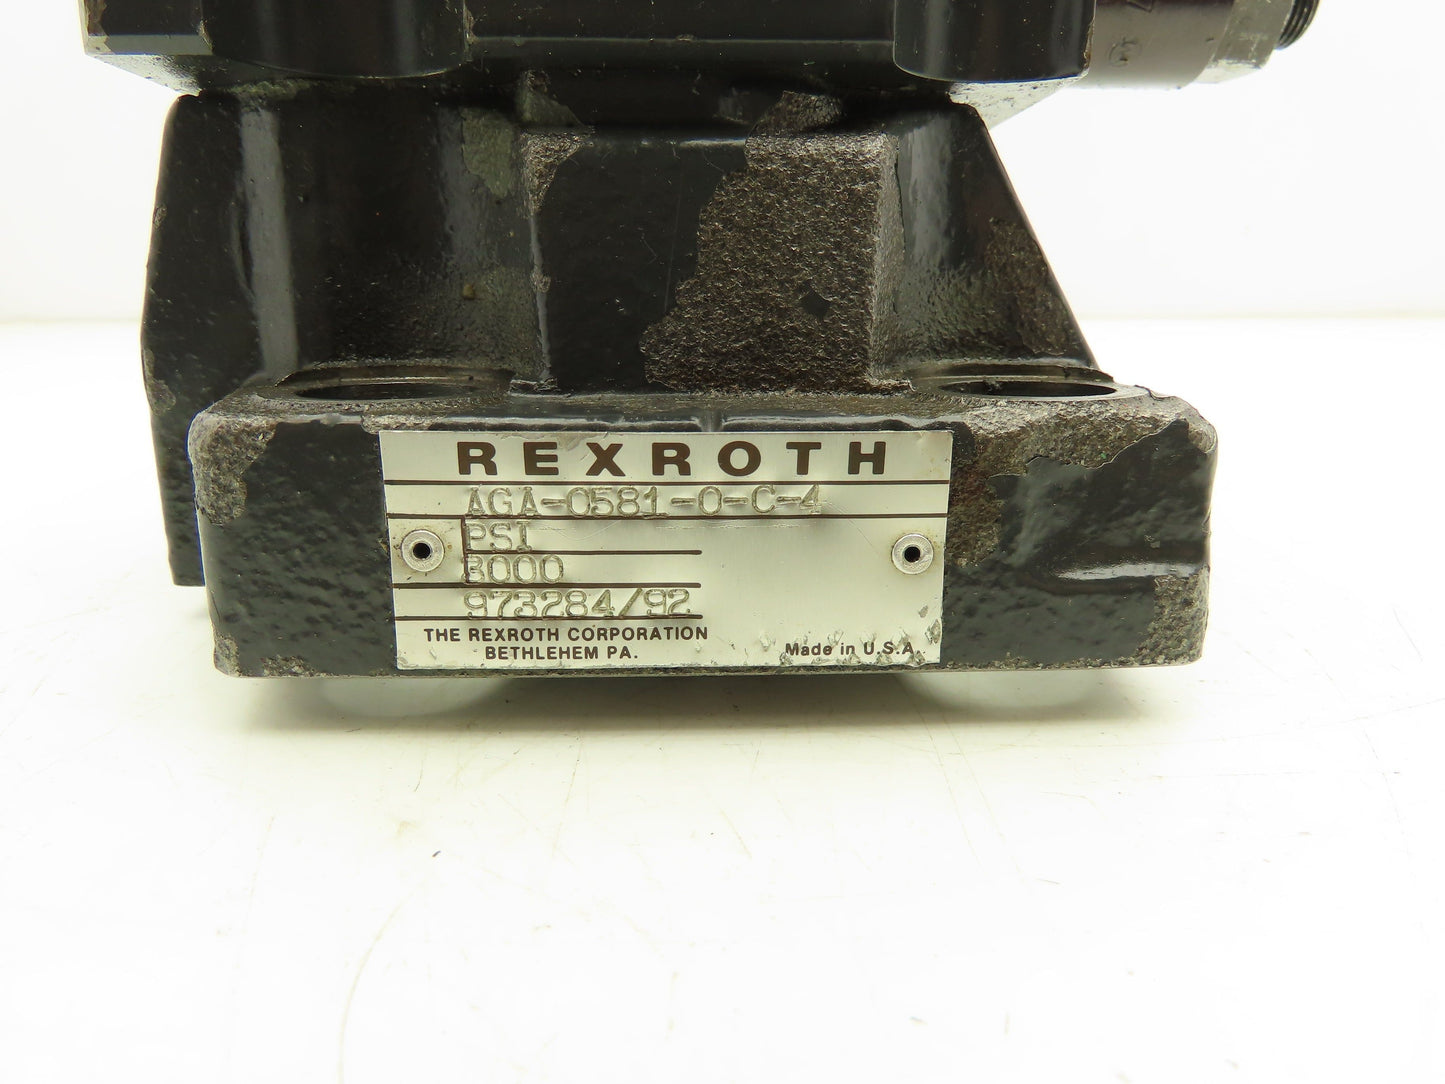 REXROTH
AGA-0581-0-C-4
PSI
3000
973284/92
THE REXROTH CORPORATION
BETHLEHEM PA.
Made in U.S.A.